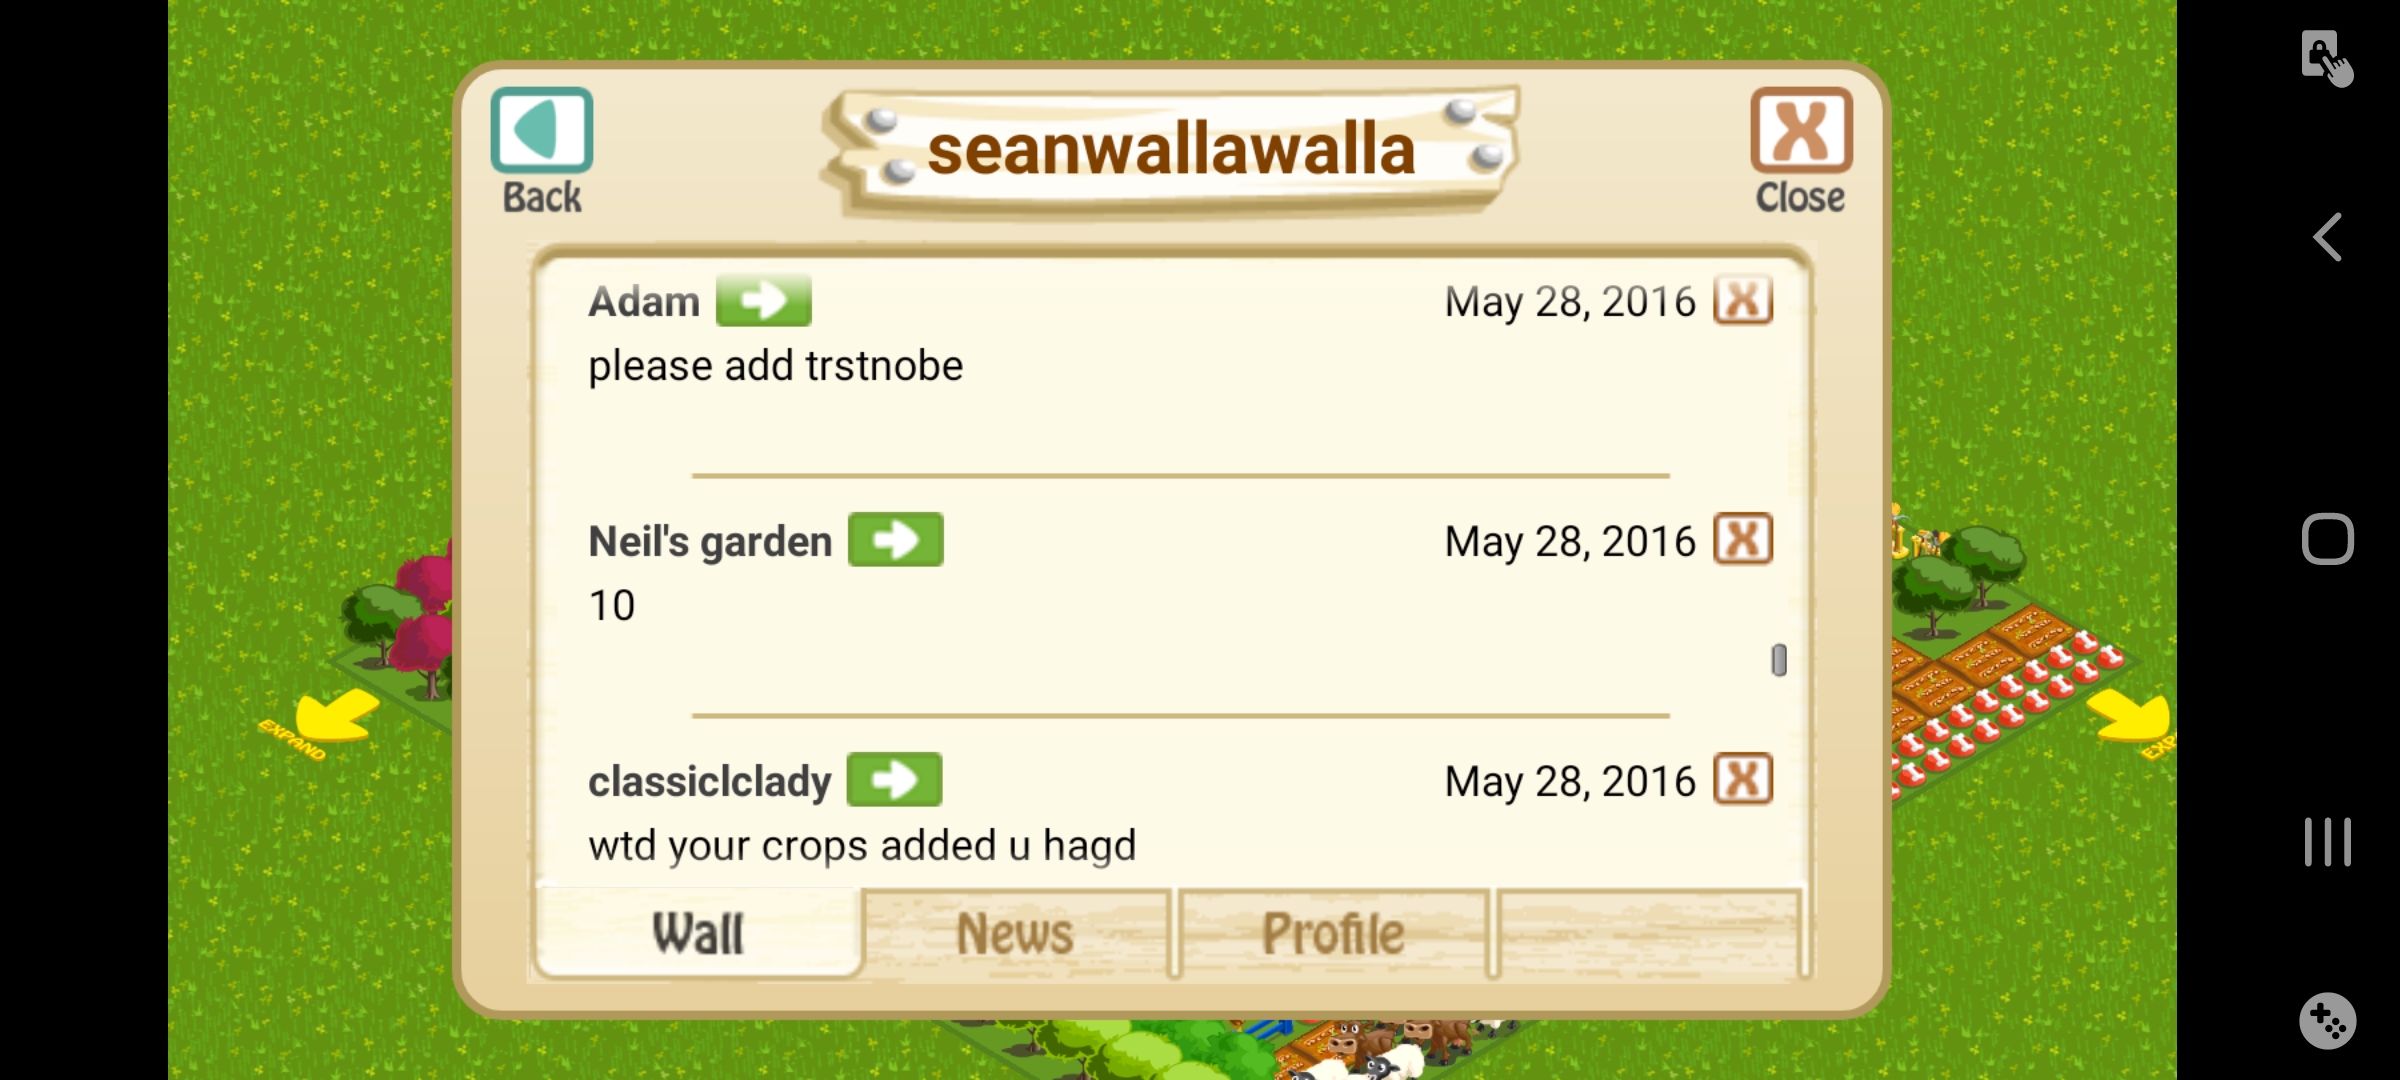 Back
seanwallawalla
Close
Adam
May 28, 2016
please add trstnobe
Neil's garden
May 28, 2016
10
classiclclady
May 28, 2016
wtd your crops added u hagd
EXPAND
EXP
Wall
News
Profile